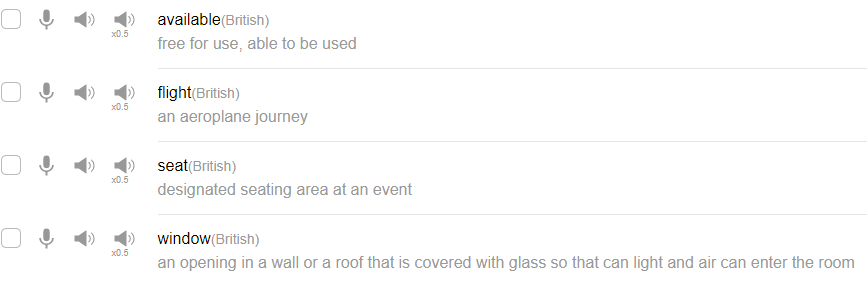 available(British)
x0.5
free for use, able to be used
flight(British)
x0.5
an aeroplane journey
seat(British)
x0.5
designated seating area at an event
window(British)
x0.5
an opening in a wall or a roof that is covered with glass so that can light and air can enter the room